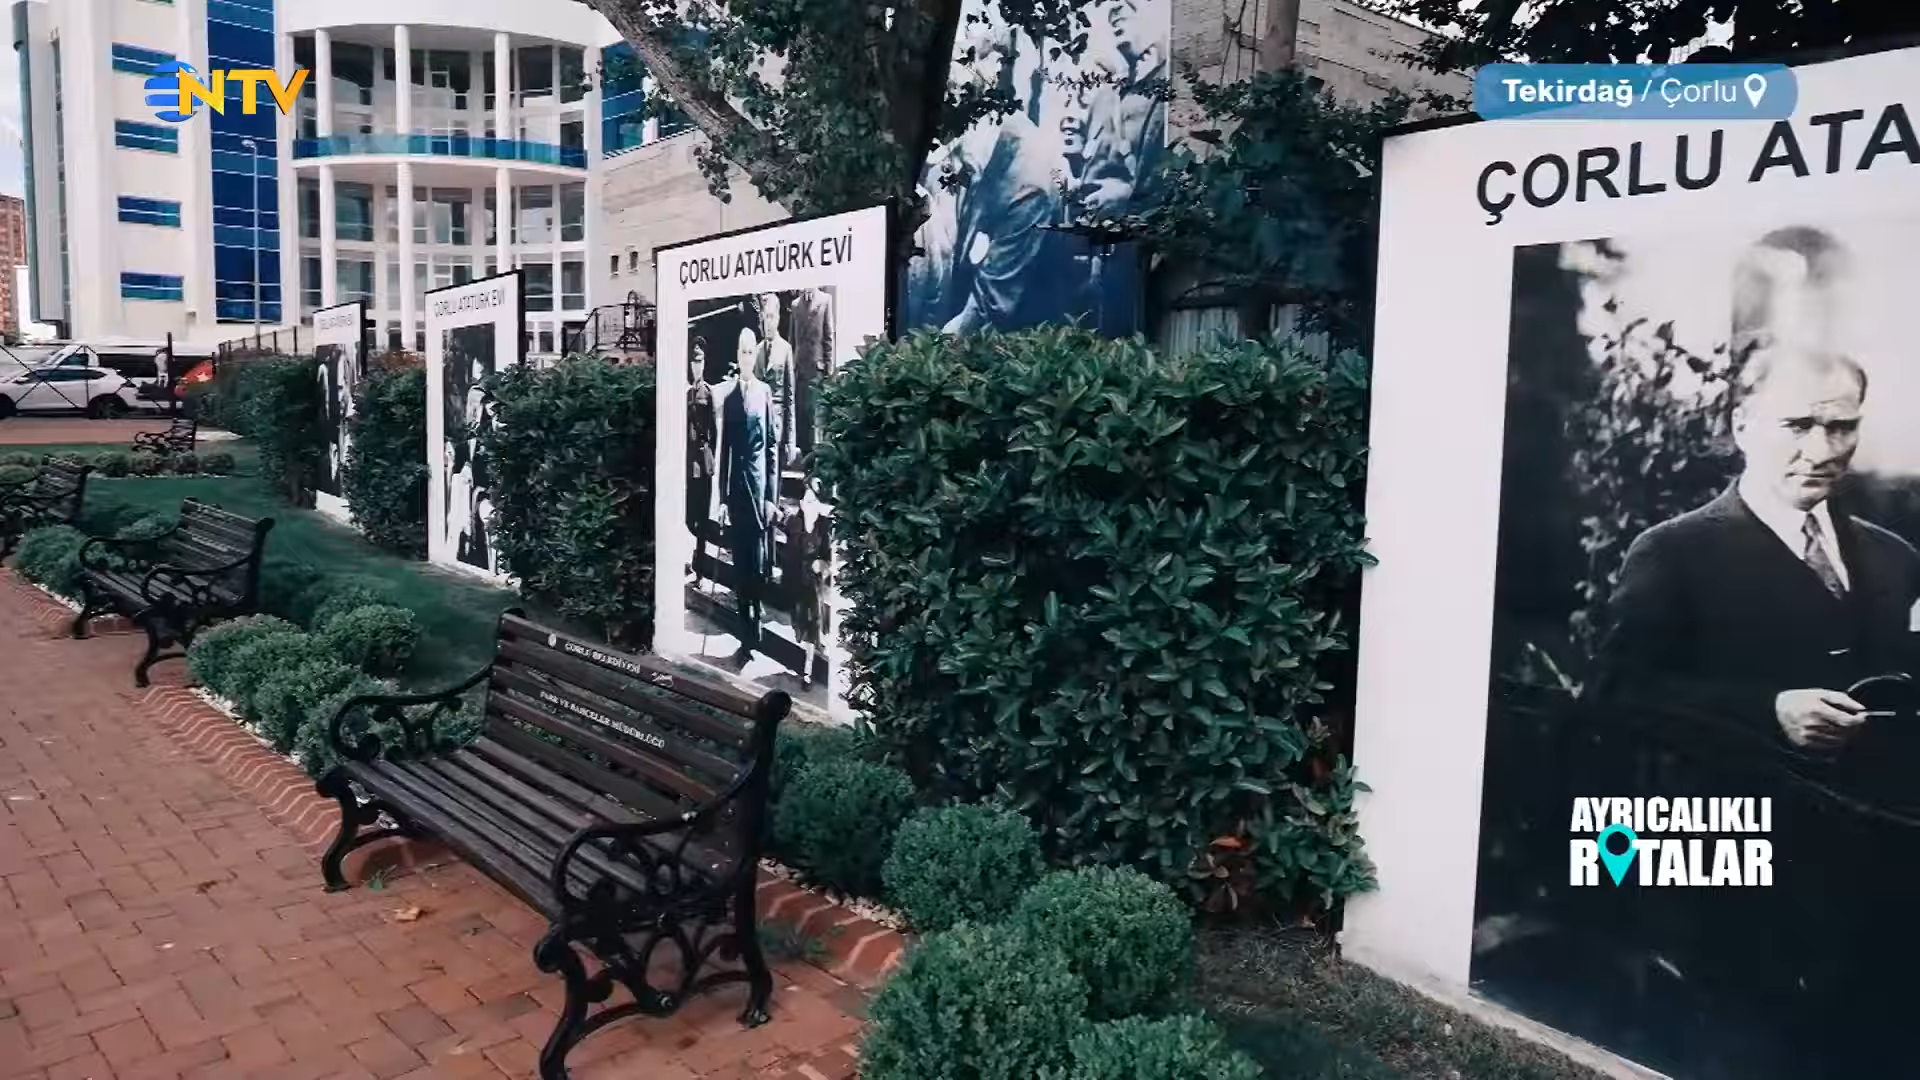 NTV
Tekirdağ / Çorlu
ÇORLU ATA
ÇORLU ATATÜRK EVİ
ÇORLU ATATÜRK EVİ
ÇORLU BELEDİYESİ
PARK VE BAHÇELER MÜDÜRLÜĞÜ
AYRICALIKLI
ROTALAR